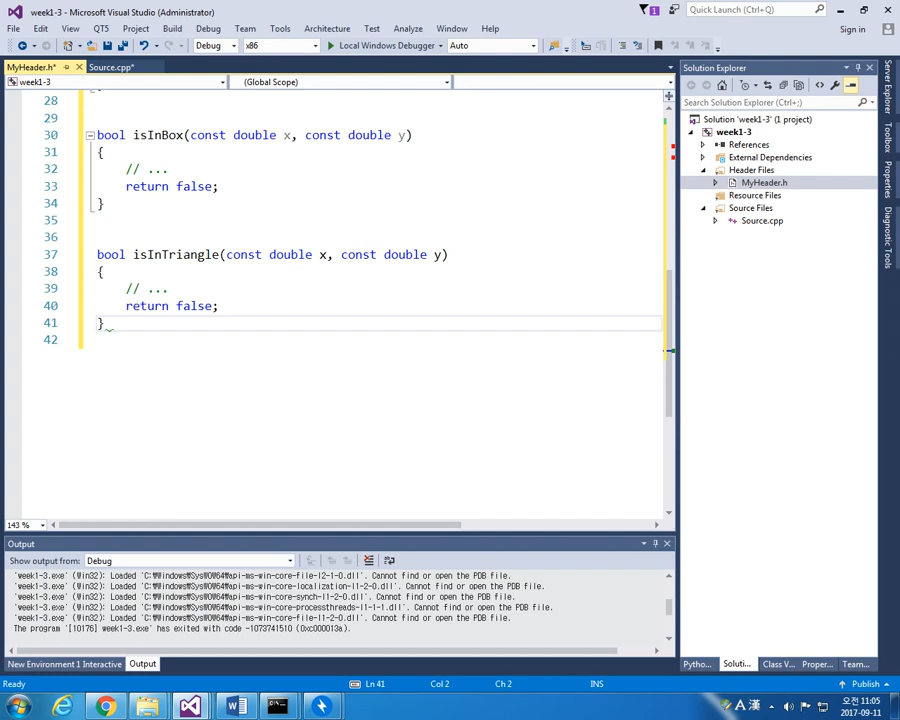 week1-3 - Microsoft Visual Studio (Administrator)
1
Quick Launch (Ctrl+Q)
File Edit View QT5 Project Build Debug Team Tools Architecture Test Analyze Window Help
Sign in
Debug x86 Local Windows Debugger Auto
MyHeader.h* Source.cpp*
week1-3 (Global Scope)
28 }
29
30 bool isInBox(const double x, const double y)
31 {
32 // ...
33 return false;
34 }
35
36
37 bool isInTriangle(const double x, const double y)
38 {
39 // ...
40 return false;
41 }
42
143 %
Solution Explorer
Search Solution Explorer (Ctrl+;)
Solution 'week1-3' (1 project)
week1-3
References
External Dependencies
Header Files
MyHeader.h
Resource Files
Source Files
Source.cpp
Server Explorer
Toolbox
Properties
Diagnostic Tools
Output
Show output from: Debug
'week1-3.exe' (Win32): Loaded 'C:₩Windows₩SysWOW64₩api-ms-win-core-file-l2-1-0.dll'. Cannot find or open the PDB file.
'week1-3.exe' (Win32): Loaded 'C:₩Windows₩SysWOW64₩api-ms-win-core-localization-l1-2-0.dll'. Cannot find or open the PDB file.
'week1-3.exe' (Win32): Loaded 'C:₩Windows₩SysWOW64₩api-ms-win-core-synch-l1-2-0.dll'. Cannot find or open the PDB file.
'week1-3.exe' (Win32): Loaded 'C:₩Windows₩SysWOW64₩api-ms-win-core-processthreads-l1-1-1.dll'. Cannot find or open the PDB file.
'week1-3.exe' (Win32): Loaded 'C:₩Windows₩SysWOW64₩api-ms-win-core-file-l1-2-0.dll'. Cannot find or open the PDB file.
The program '[10176] week1-3.exe' has exited with code -1073741510 (0xc000013a).
New Environment 1 Interactive Output
Pytho... Soluti... Class V... Proper... Team...
Ready Ln 41 Col 2 Ch 2 INS Publish
A 漢
오전 11:05
2017-09-11